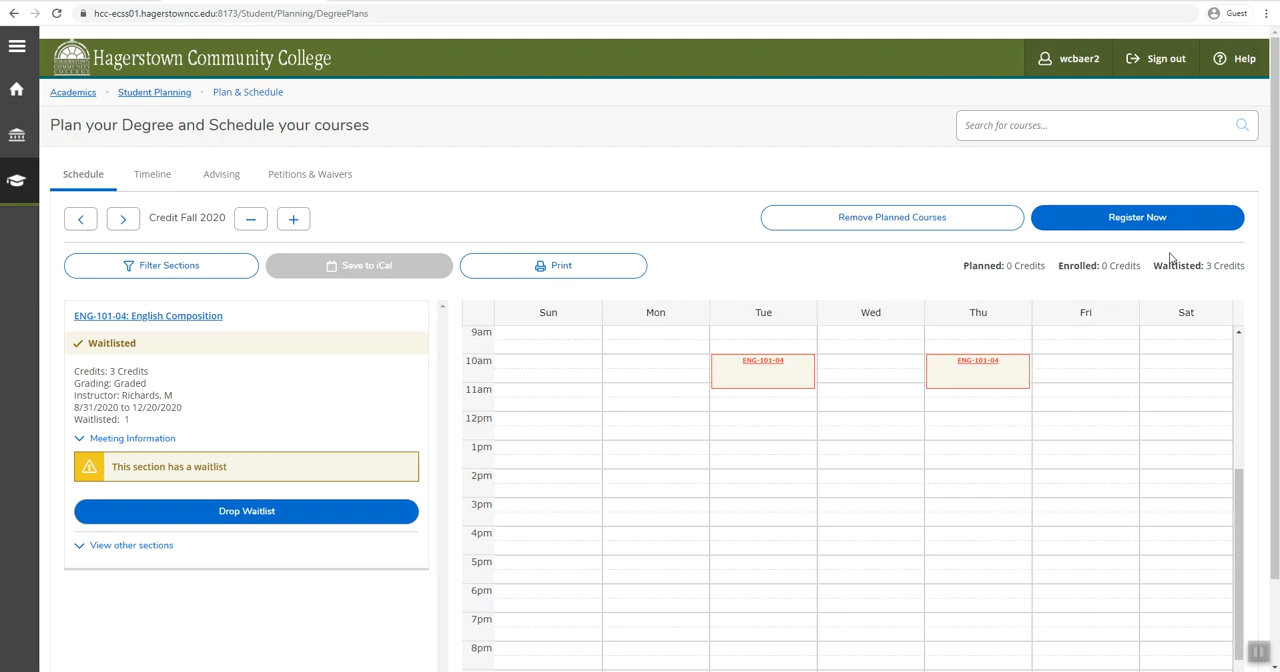 hcc-ecss01.hagerstowncc.edu:8173/Student/Planning/DegreePlans
Guest
Hagerstown Community College
wcbaer2
Sign out
Help
Academics · Student Planning · Plan & Schedule
Plan your Degree and Schedule your courses
Search for courses...
Schedule
Timeline
Advising
Petitions & Waivers
Credit Fall 2020
Remove Planned Courses
Register Now
Filter Sections
Save to iCal
Print
Planned: 0 Credits
Enrolled: 0 Credits
Waitlisted: 3 Credits
ENG-101-04: English Composition
Waitlisted
Credits: 3 Credits
Grading: Graded
Instructor: Richards, M
8/31/2020 to 12/20/2020
Waitlisted: 1
Meeting Information
This section has a waitlist
Drop Waitlist
View other sections
Sun
Mon
Tue
Wed
Thu
Fri
Sat
9am
10am
ENG-101-04
ENG-101-04
11am
12pm
1pm
2pm
3pm
4pm
5pm
6pm
7pm
8pm